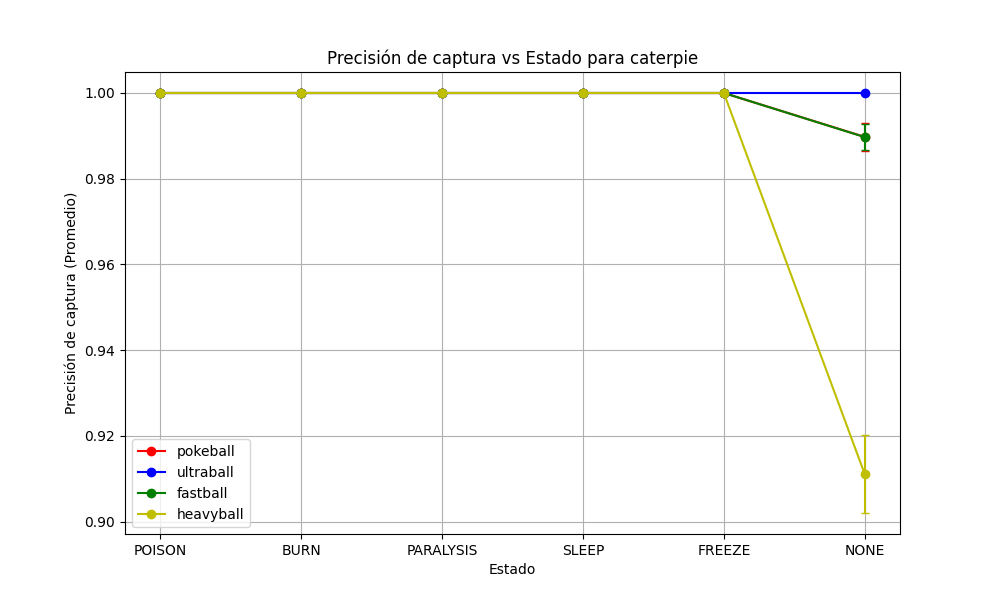 Precisión de captura vs Estado para caterpie
Precisión de captura (Promedio)
1.00
0.98
0.96
0.94
0.92
0.90
pokeball
ultraball
fastball
heavyball
POISON BURN PARALYSIS SLEEP FREEZE NONE
Estado